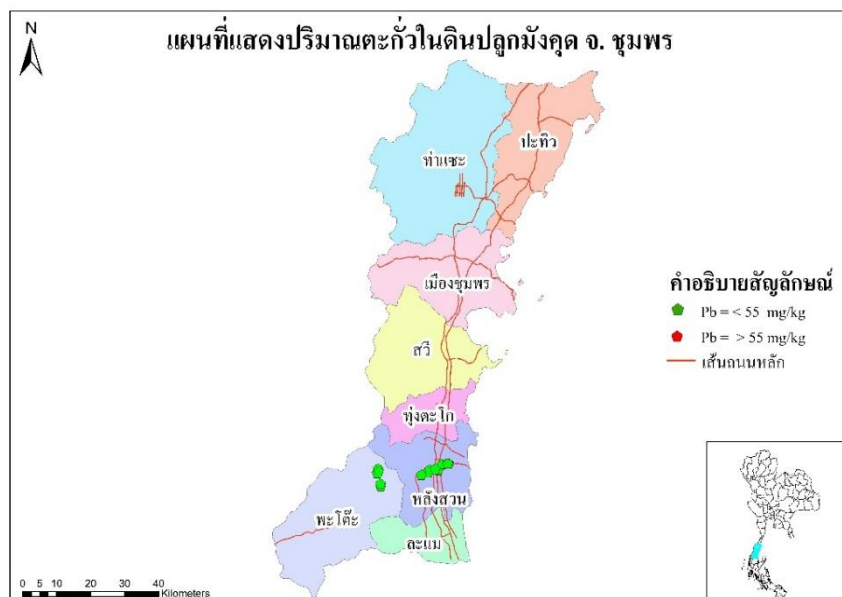 แผนที่แสดงปริมาณตะกั่วในดินปลูกมังคุด จ. ชุมพร
N
ปะทิว
ท่าแซะ
เมืองชุมพร
คำอธิบายสัญลักษณ์
Pb = < 55 mg/kg
Pb = > 55 mg/kg
เส้นถนนหลัก
สวี
ทุ่งตะโก
หลังสวน
พะโต๊ะ
ละแม
0 5 10 20 30 40
Kilometers